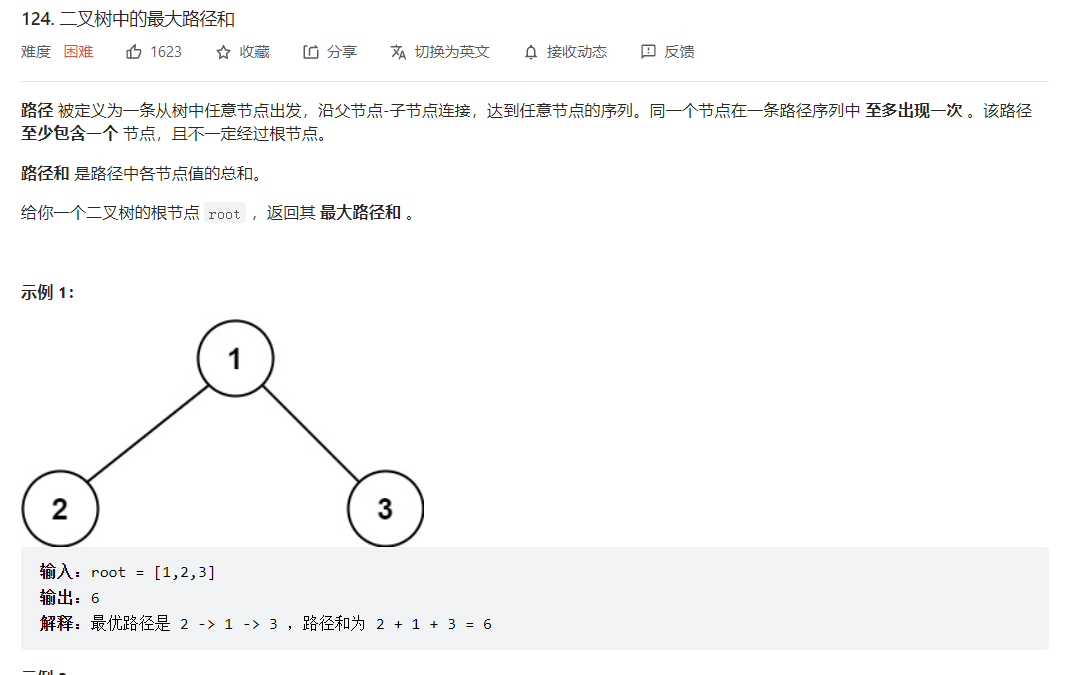 124. 二叉树中的最大路径和
难度 困难 1623 收藏 分享 切换为英文 接收动态 反馈
路径 被定义为一条从树中任意节点出发，沿父节点-子节点连接，达到任意节点的序列。同一个节点在一条路径序列中 至多出现一次 。该路径
至少包含一个 节点，且不一定经过根节点。
路径和 是路径中各节点值的总和。
给你一个二叉树的根节点 root ，返回其 最大路径和 。
示例 1：
1
2 3
输入：root = [1,2,3]
输出：6
解释：最优路径是 2 -> 1 -> 3 ，路径和为 2 + 1 + 3 = 6